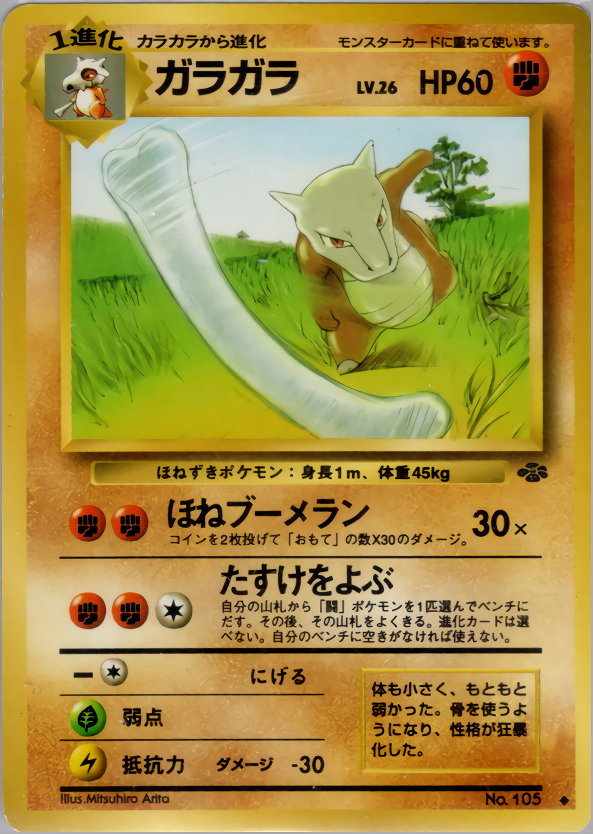 1進化 カラカラから進化 モンスターカードに重ねて使います。
ガラガラ LV.26 HP60
ほねずきポケモン：身長1m、体重45kg
ほねブーメラン 30×
コインを2枚投げて「おもて」の数X30のダメージ。
たすけをよぶ
自分の山札から「闘」ポケモンを1匹選んでベンチに
だす。その後、その山札をよくきる。進化カードは選
べない。自分のベンチに空きがなければ使えない。
にげる
弱点
抵抗力 ダメージ -30
体も小さく、もともと
弱かった。骨を使うよ
うになり、性格が狂暴
化した。
Illus.Mitsuhiro Arita
No. 105